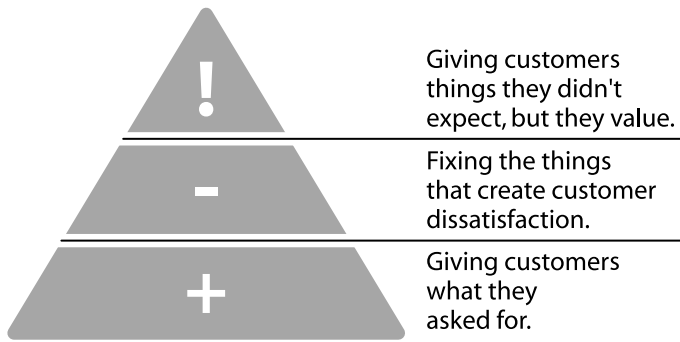 !
Giving customers
things they didn't
expect, but they value.
-
Fixing the things
that create customer
dissatisfaction.
+
Giving customers
what they
asked for.